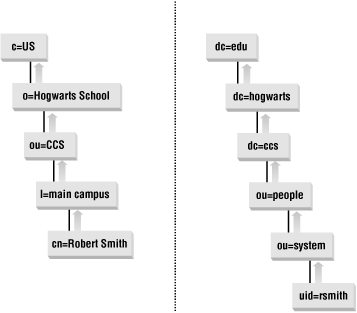 c=US
o=Hogwarts School
ou=CCS
l=main campus
cn=Robert Smith
dc=edu
dc=hogwarts
dc=ccs
ou=people
ou=system
uid=rsmith